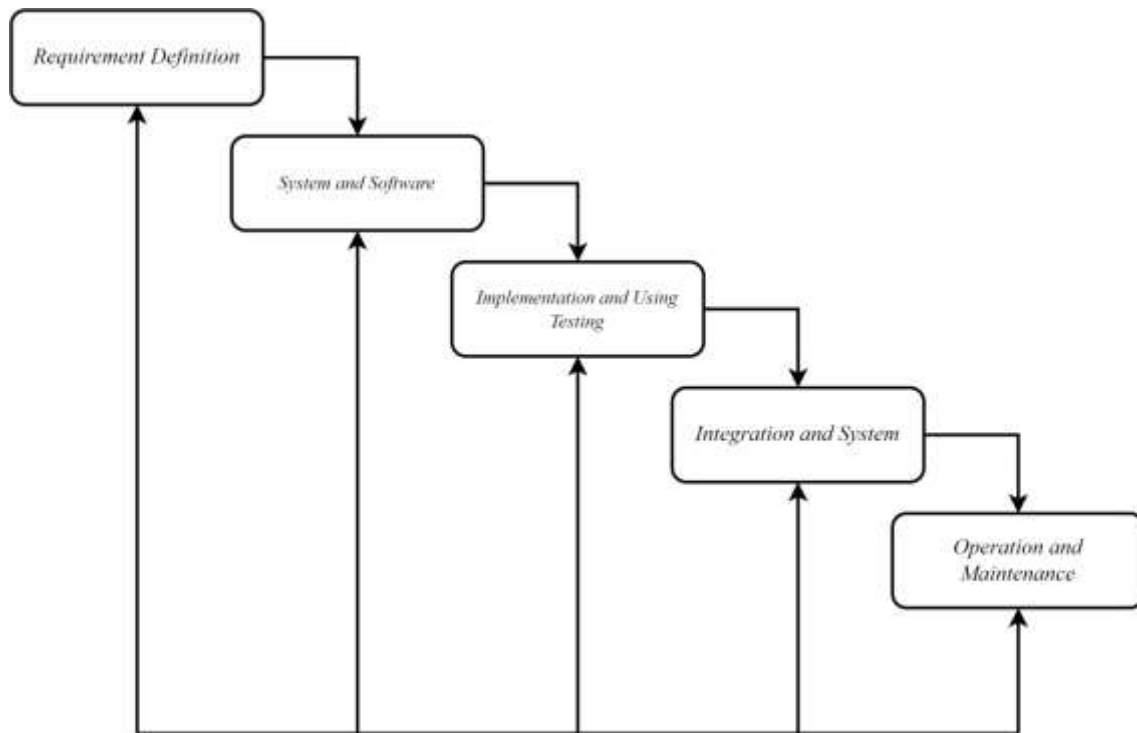 Requirement Definition
System and Software
Implementation and Using
Testing
Integration and System
Operation and
Maintenance